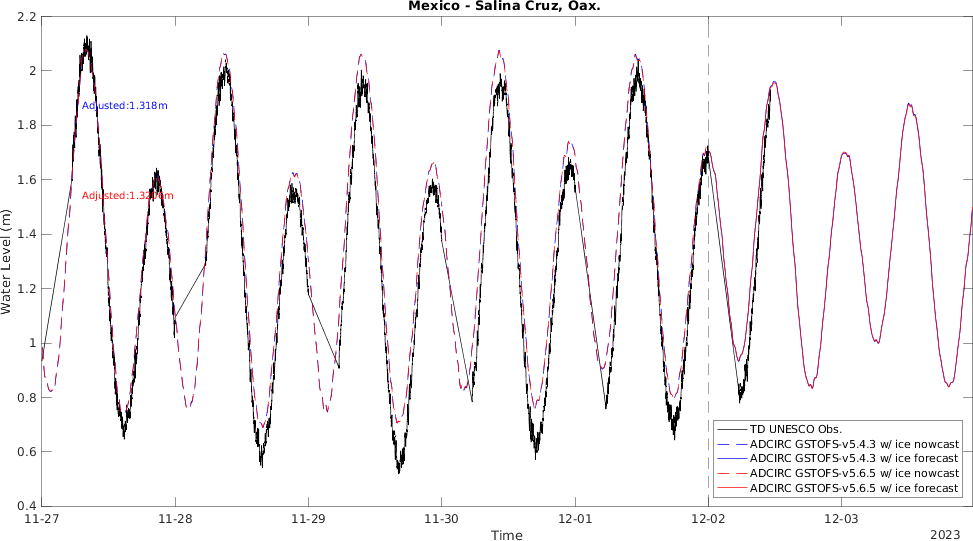 Mexico - Salina Cruz, Oax.
2.2
2
1.8
1.6
1.4
1.2
1
0.8
0.6
0.4
Water Level (m)
Adjusted:1.318m
TD UNESCO Obs.
ADCIRC GSTOFS-v5.4.3 w/ ice nowcast
ADCIRC GSTOFS-v5.4.3 w/ ice forecast
ADCIRC GSTOFS-v5.6.5 w/ ice nowcast
ADCIRC GSTOFS-v5.6.5 w/ ice forecast
11-27 11-28 11-29 11-30 12-01 12-02 12-03
Time
2023